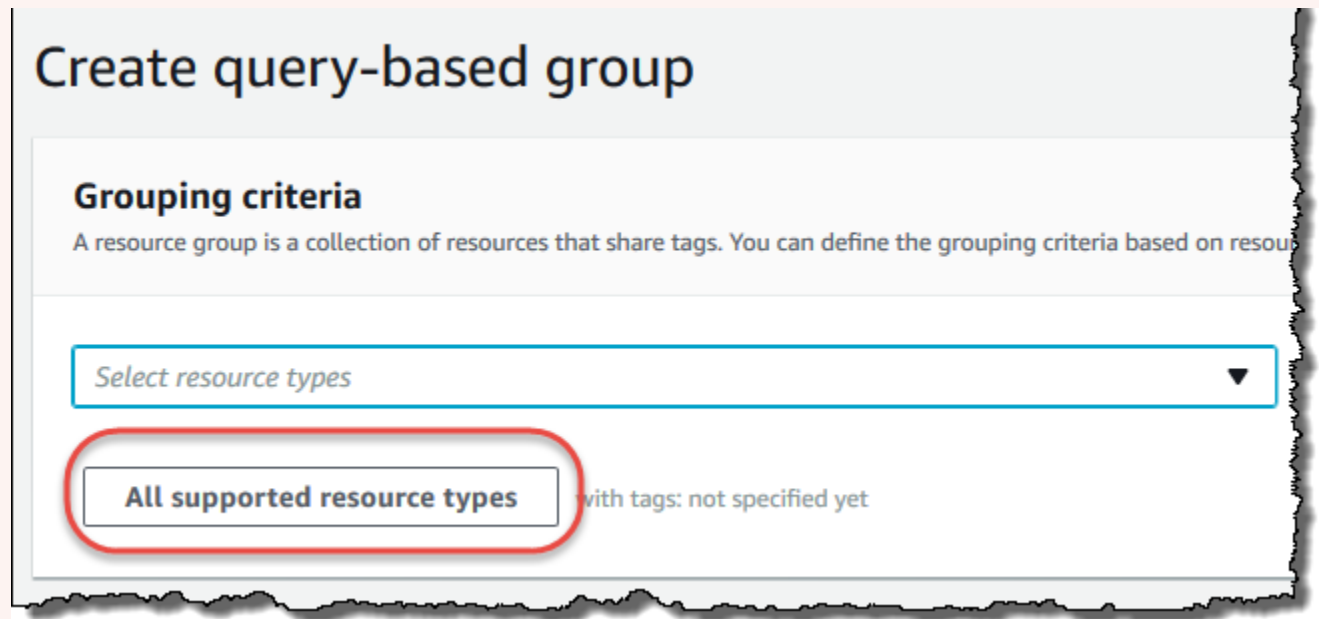 Create query-based group
Grouping criteria
A resource group is a collection of resources that share tags. You can define the grouping criteria based on
Select resource types
All supported resource types with tags: not specified yet